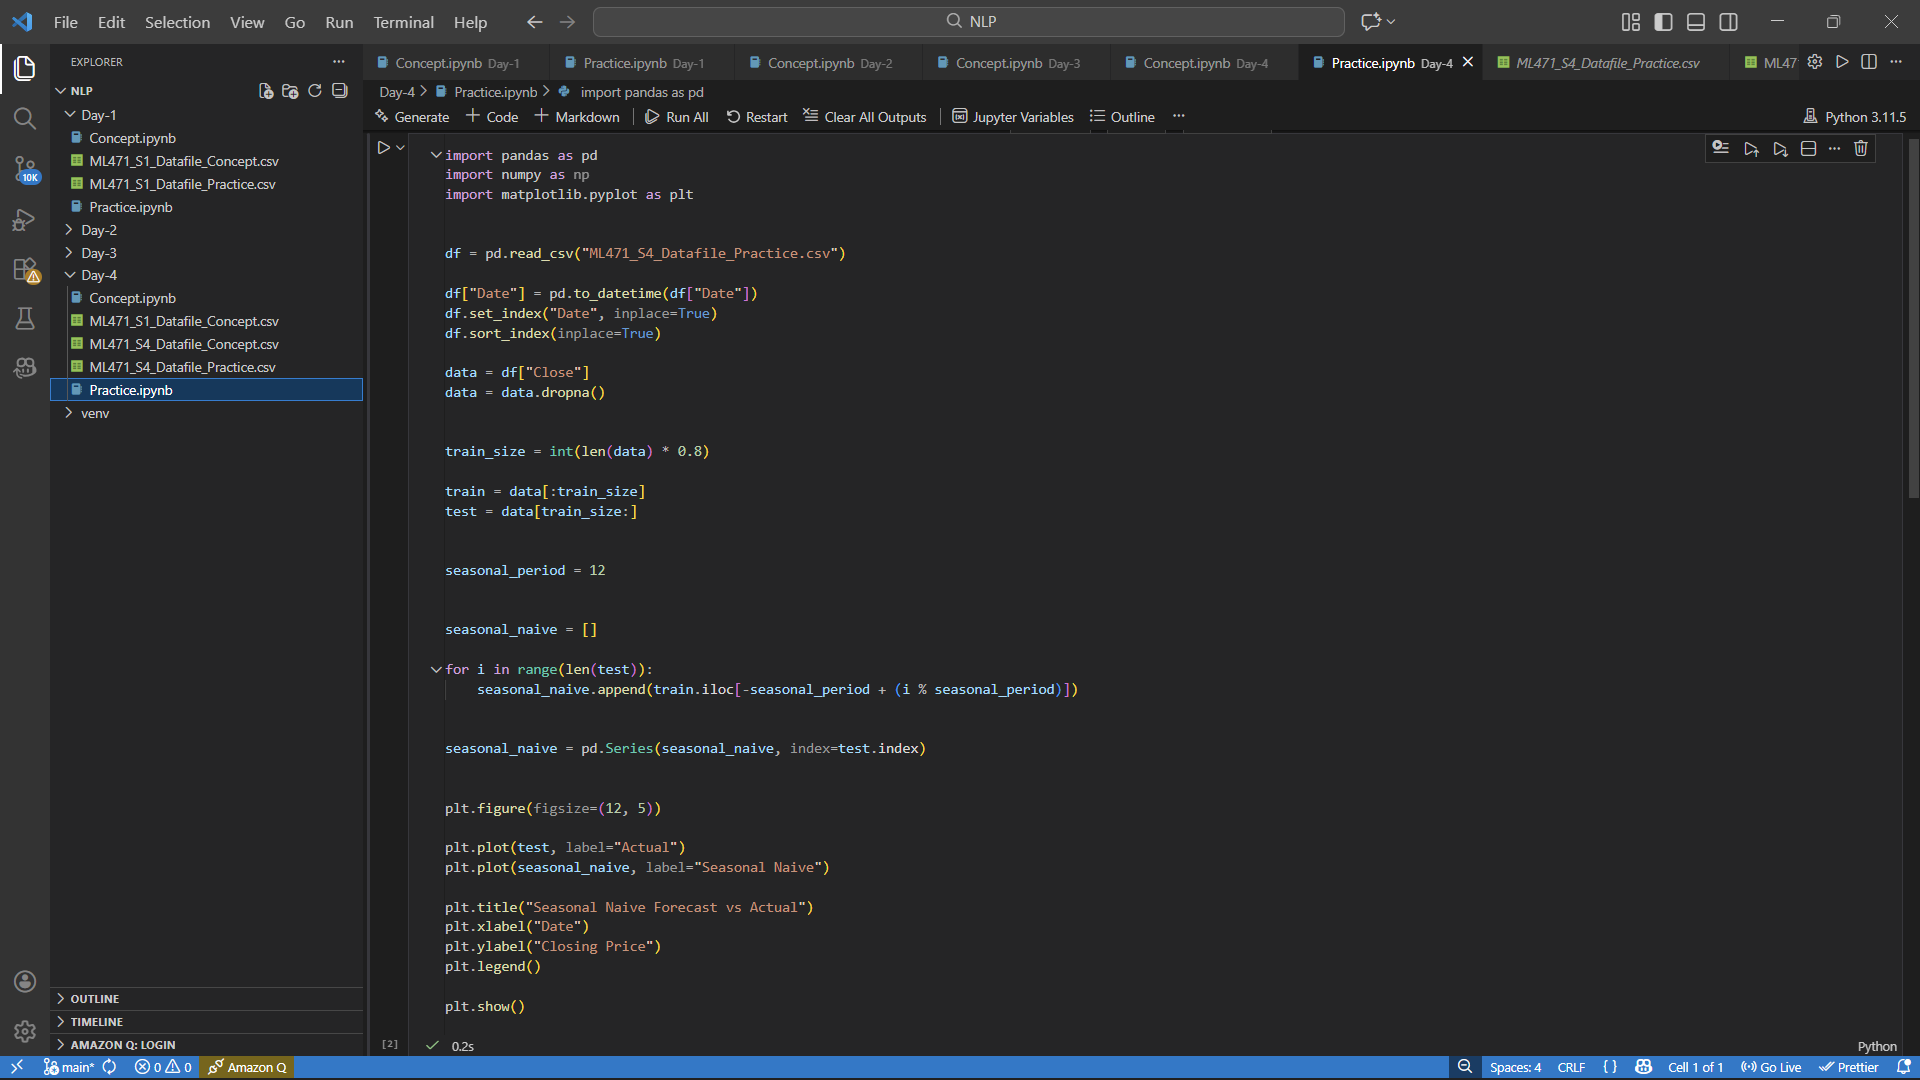 File Edit Selection View Go Run Terminal Help
NLP
EXPLORER
NLP
Day-1
Concept.ipynb
ML471_S1_Datafile_Concept.csv
ML471_S1_Datafile_Practice.csv
Practice.ipynb
Day-2
Day-3
Day-4
Concept.ipynb
ML471_S1_Datafile_Concept.csv
ML471_S4_Datafile_Concept.csv
ML471_S4_Datafile_Practice.csv
Practice.ipynb
venv
10K
OUTLINE
TIMELINE
AMAZON Q: LOGIN
Concept.ipynb Day-1 Practice.ipynb Day-1 Concept.ipynb Day-2 Concept.ipynb Day-3 Concept.ipynb Day-4 Practice.ipynb Day-4 ML471_S4_Datafile_Practice.csv ML47
Day-4 > Practice.ipynb > import pandas as pd
Generate + Code + Markdown Run All Restart Clear All Outputs Jupyter Variables Outline ... Python 3.11.5
import pandas as pd
import numpy as np
import matplotlib.pyplot as plt
df = pd.read_csv("ML471_S4_Datafile_Practice.csv")
df["Date"] = pd.to_datetime(df["Date"])
df.set_index("Date", inplace=True)
df.sort_index(inplace=True)
data = df["Close"]
data = data.dropna()
train_size = int(len(data) * 0.8)
train = data[:train_size]
test = data[train_size:]
seasonal_period = 12
seasonal_naive = []
for i in range(len(test)):
    seasonal_naive.append(train.iloc[-seasonal_period + (i % seasonal_period)])
seasonal_naive = pd.Series(seasonal_naive, index=test.index)
plt.figure(figsize=(12, 5))
plt.plot(test, label="Actual")
plt.plot(seasonal_naive, label="Seasonal Naive")
plt.title("Seasonal Naive Forecast vs Actual")
plt.xlabel("Date")
plt.ylabel("Closing Price")
plt.legend()
plt.show()
[2] 0.2s Python
main* 0 0 Amazon Q Spaces: 4 CRLF { } Cell 1 of 1 Go Live Prettier